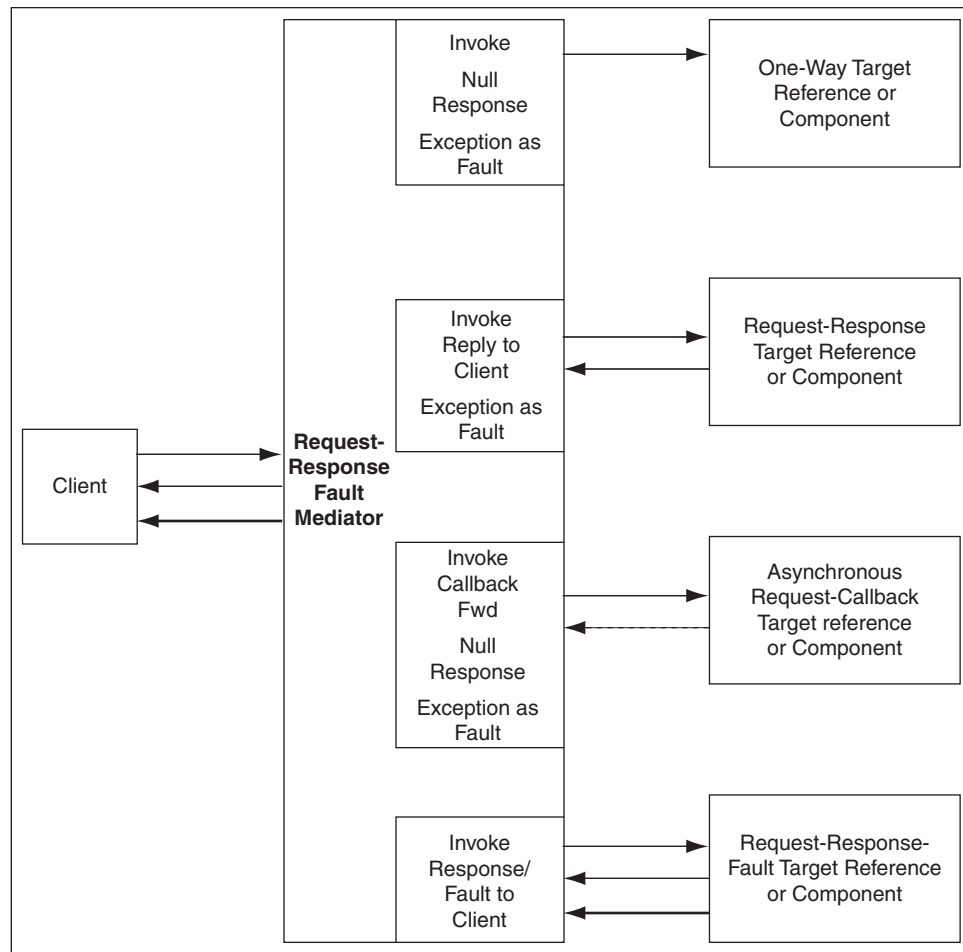 Invoke
Null
Response
Exception as
Fault
One-Way Target
Reference or
Component
Invoke
Reply to
Client
Exception as
Fault
Request-Response
Target Reference
or Component
Client
Request-
Response
Fault
Mediator
Invoke
Callback
Fwd
Null
Response
Exception as
Fault
Asynchronous
Request-Callback
Target reference
or Component
Invoke
Response/
Fault to
Client
Request-Response-
Fault Target Reference
or Component